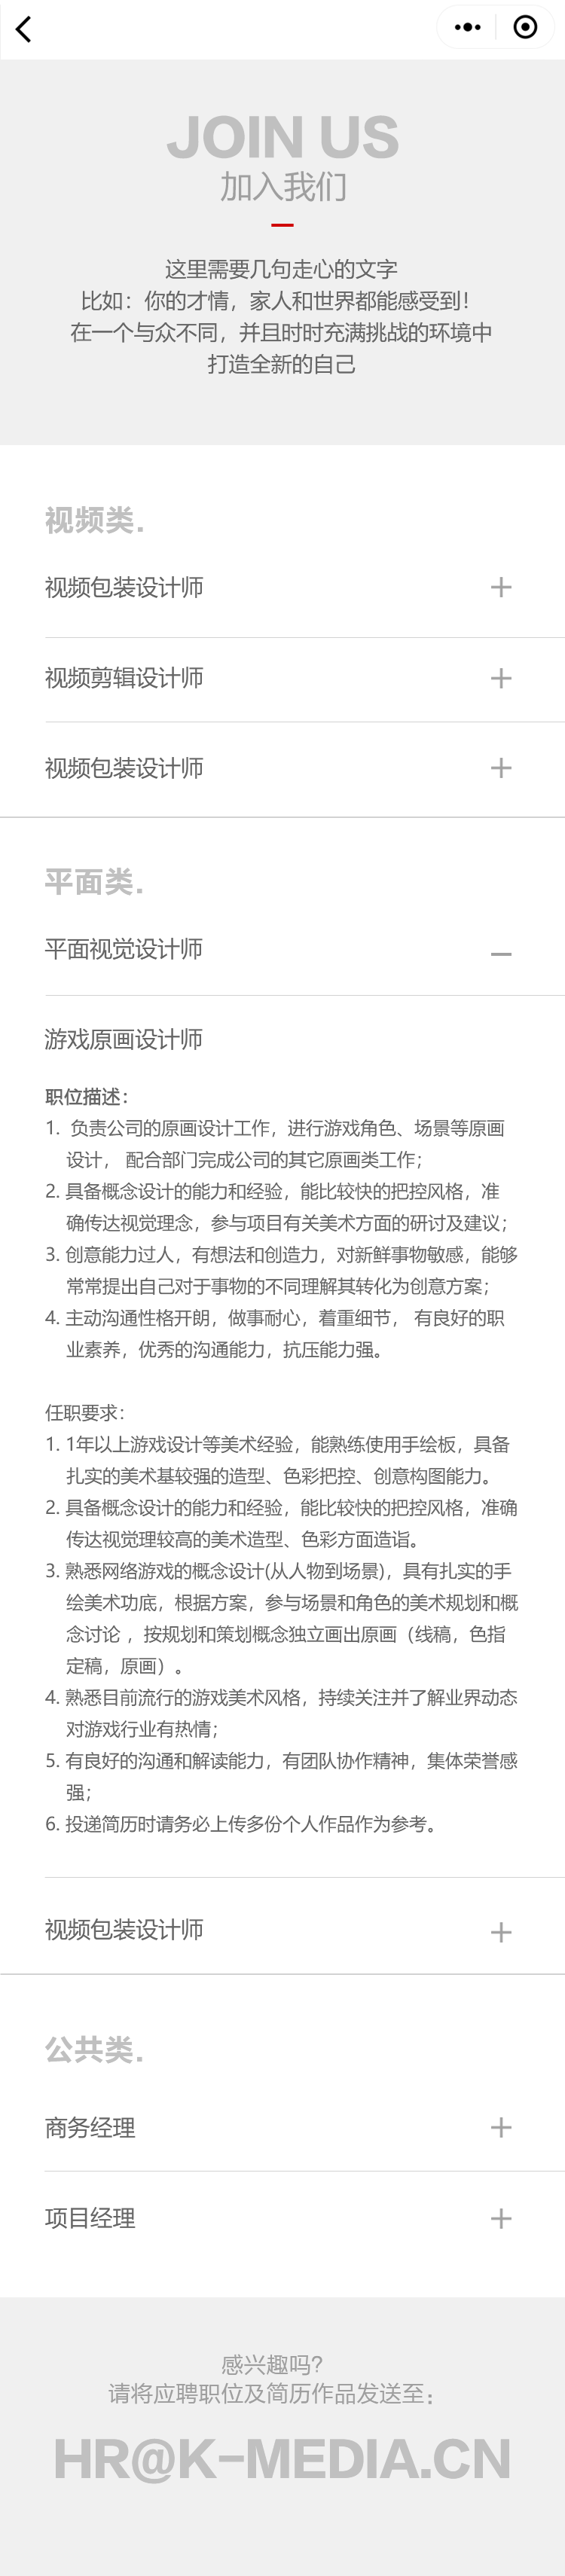 JOIN US
加入我们
这里需要几句走心的文字
比如：你的才情，家人和世界都能感受到！
在一个与众不同，并且时时充满挑战的环境中
打造全新的自己
视频类.
视频包装设计师
视频剪辑设计师
视频包装设计师
平面类.
平面视觉设计师
游戏原画设计师
职位描述：
1. 负责公司的原画设计工作，进行游戏角色、场景等原画
设计， 配合部门完成公司的其它原画类工作；
2. 具备概念设计的能力和经验，能比较快的把控风格，准
确传达视觉理念，参与项目有关美术方面的研讨及建议；
3. 创意能力过人，有想法和创造力，对新鲜事物敏感，能够
常常提出自己对于事物的不同理解其转化为创意方案；
4. 主动沟通性格开朗，做事耐心，着重细节， 有良好的职
业素养，优秀的沟通能力，抗压能力强。
任职要求：
1. 1年以上游戏设计等美术经验，能熟练使用手绘板，具备
扎实的美术基较强的造型、色彩把控、创意构图能力。
2. 具备概念设计的能力和经验，能比较快的把控风格，准确
传达视觉理较高的美术造型、色彩方面造诣。
3. 熟悉网络游戏的概念设计(从人物到场景)，具有扎实的手
绘美术功底，根据方案，参与场景和角色的美术规划和概
念讨论 ，按规划和策划概念独立画出原画（线稿，色指
定稿，原画）。
4. 熟悉目前流行的游戏美术风格，持续关注并了解业界动态
对游戏行业有热情；
5. 有良好的沟通和解读能力，有团队协作精神，集体荣誉感
强；
6. 投递简历时请务必上传多份个人作品作为参考。
视频包装设计师
公共类.
商务经理
项目经理
感兴趣吗?
请将应聘职位及简历作品发送至：
HR@K-MEDIA.CN